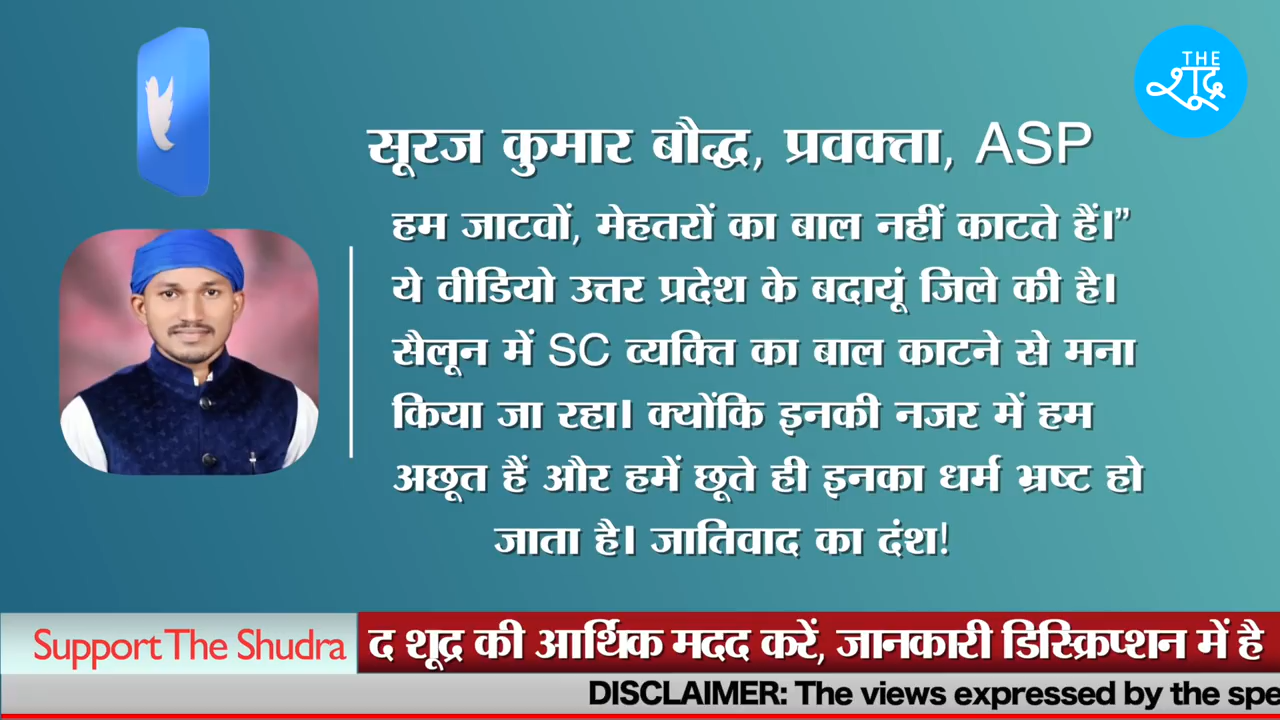 THE
शूद्र
सूरज कुमार बौद्ध, प्रवक्ता, ASP
हम जाटवों, मेहतरों का बाल नहीं काटते हैं।”
ये वीडियो उत्तर प्रदेश के बदायूं जिले की है।
सैलून में SC व्यक्ति का बाल काटने से मना
किया जा रहा। क्योंकि इनकी नजर में हम
अछूत हैं और हमें छूते ही इनका धर्म भ्रष्ट हो
जाता है। जातिवाद का दंश!
Support The Shudra
द शूद्र की आर्थिक मदद करें, जानकारी डिस्क्रिप्शन में है
DISCLAIMER: The views expressed by the spe